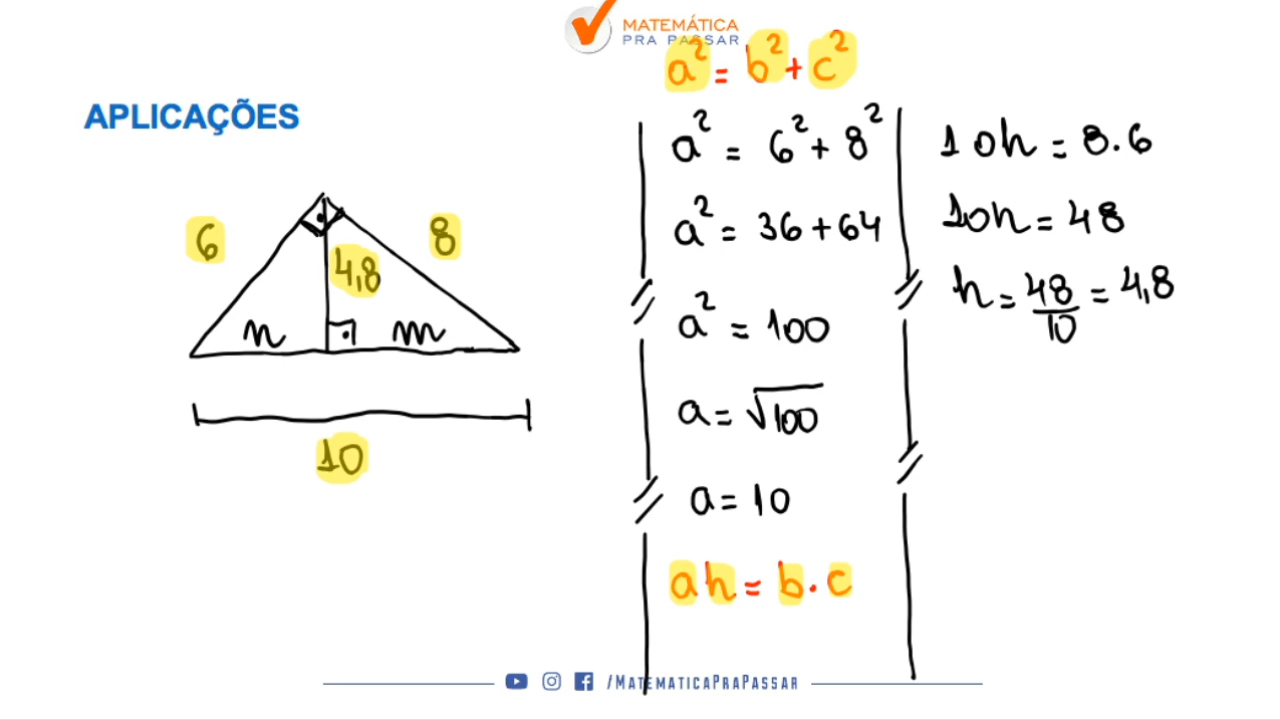 MATEMÁTICA
PRA PASSAR
APLICAÇÕES
6
8
4,8
n
m
10
a² = b² + c²
a² = 6² + 8²
a² = 36 + 64
a² = 100
a = √100
a = 10
ah = b . c
10h = 8.6
10h = 48
h = 48/10 = 4,8
/MATEMATICAPRAPASSAR